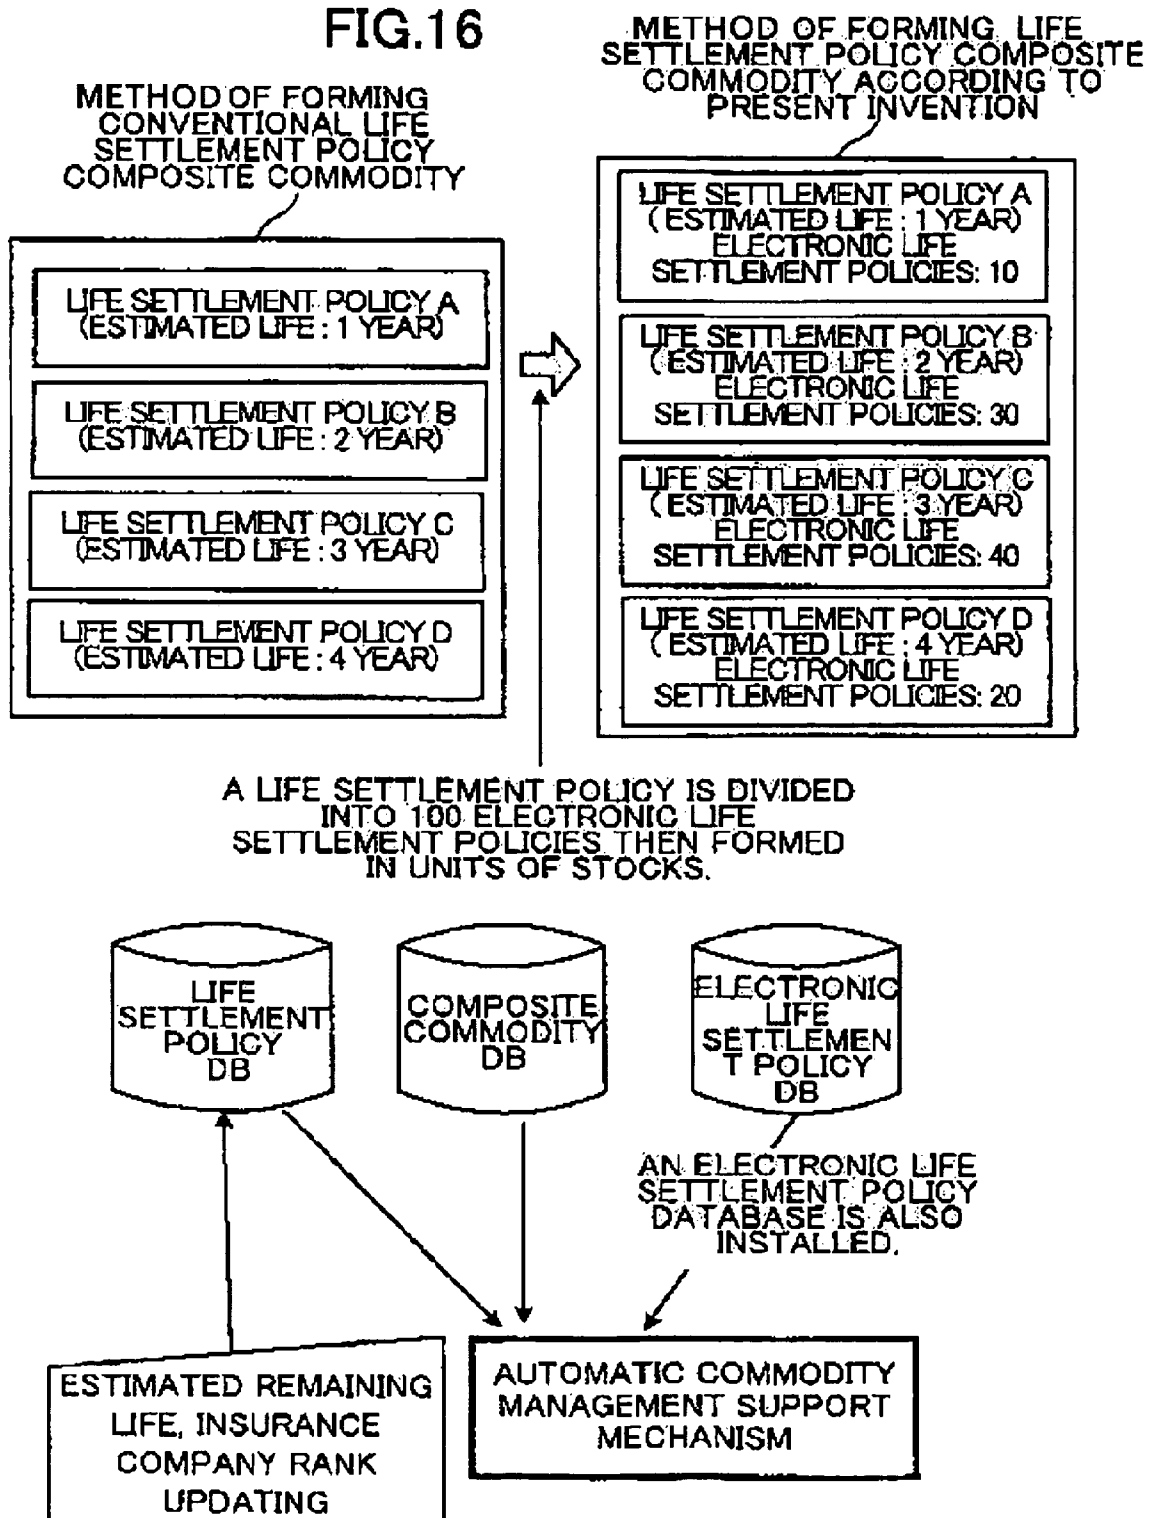 FIG.16
METHOD OF FORMING
CONVENTIONAL LIFE
SETTLEMENT POLICY
COMPOSITE COMMODITY
METHOD OF FORMING LIFE
SETTLEMENT POLICY COMPOSITE
COMMODITY ACCORDING TO
PRESENT INVENTION
LIFE SETTLEMENT POLICY A
(ESTIMATED LIFE : 1 YEAR)
LIFE SETTLEMENT POLICY B
(ESTIMATED LIFE : 2 YEAR)
LIFE SETTLEMENT POLICY C
(ESTIMATED LIFE : 3 YEAR)
LIFE SETTLEMENT POLICY D
(ESTIMATED LIFE : 4 YEAR)
LIFE SETTLEMENT POLICY A
( ESTIMATED LIFE : 1 YEAR)
ELECTRONIC LIFE
SETTLEMENT POLICIES: 10
LIFE SETTLEMENT POLICY B
( ESTIMATED LIFE : 2 YEAR)
ELECTRONIC LIFE
SETTLEMENT POLICIES: 30
LIFE SETTLEMENT POLICY C
( ESTIMATED LIFE : 3 YEAR)
ELECTRONIC LIFE
SETTLEMENT POLICIES: 40
LIFE SETTLEMENT POLICY D
( ESTIMATED LIFE : 4 YEAR)
ELECTRONIC LIFE
SETTLEMENT POLICIES: 20
A LIFE SETTLEMENT POLICY IS DIVIDED
INTO 100 ELECTRONIC LIFE
SETTLEMENT POLICIES THEN FORMED
IN UNITS OF STOCKS.
LIFE
SETTLEMENT
POLICY
DB
COMPOSITE
COMMODITY
DB
ELECTRONIC
LIFE
SETTLEMEN
T POLICY
DB
AN ELECTRONIC LIFE
SETTLEMENT POLICY
DATABASE IS ALSO
INSTALLED.
ESTIMATED REMAINING
LIFE, INSURANCE
COMPANY RANK
UPDATING
AUTOMATIC COMMODITY
MANAGEMENT SUPPORT
MECHANISM